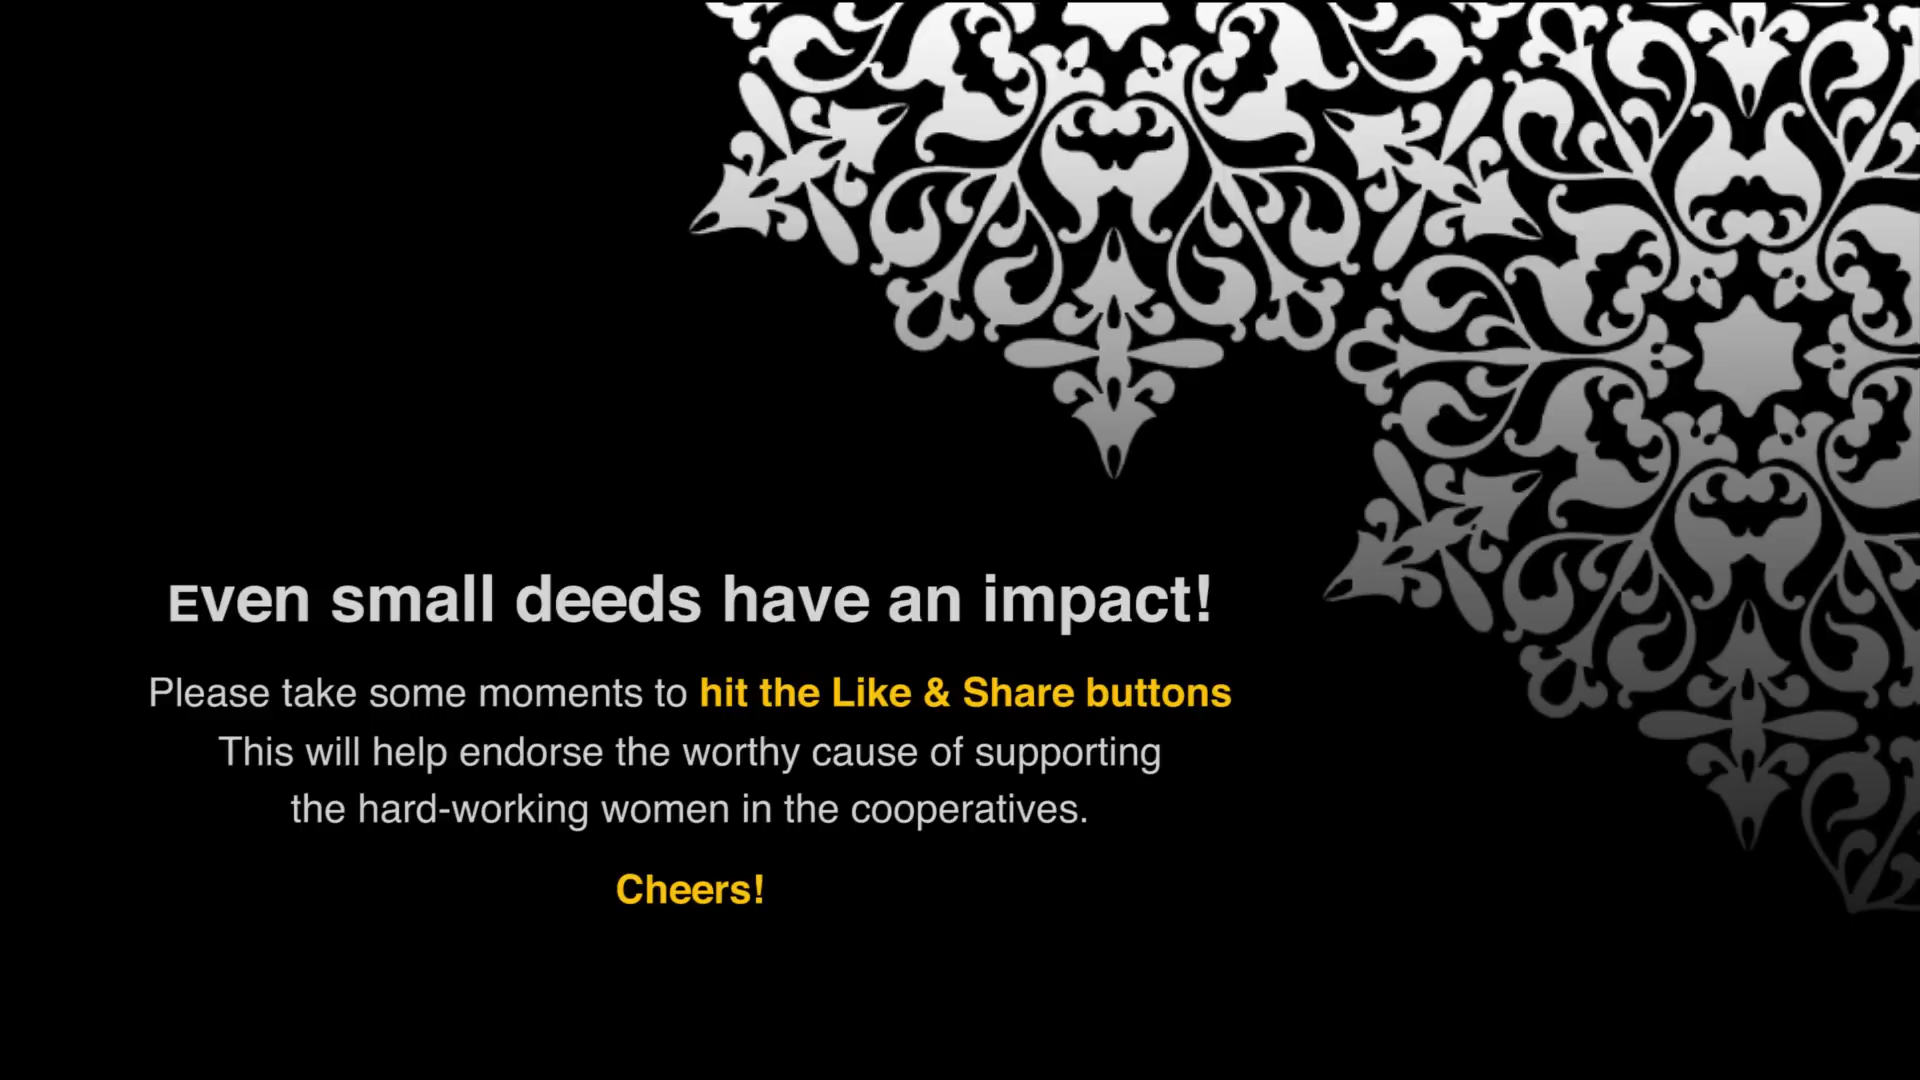 Even small deeds have an impact!
Please take some moments to hit the Like & Share buttons
This will help endorse the worthy cause of supporting
the hard-working women in the cooperatives.
Cheers!